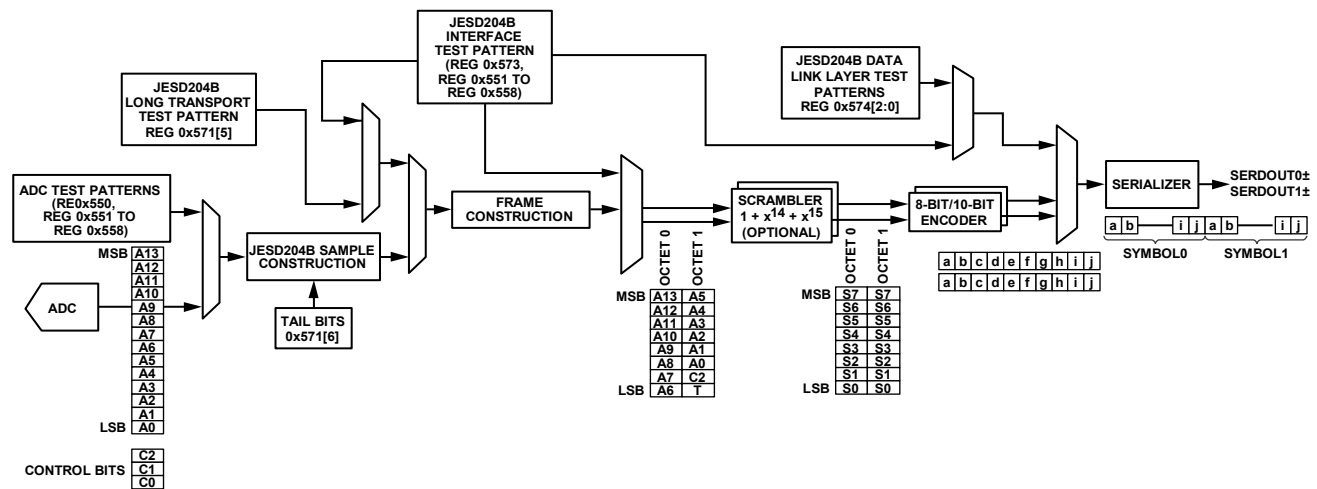 JESD204B
INTERFACE
TEST PATTERN
(REG 0x573,
REG 0x551 TO
REG 0x558)
JESD204B
LONG TRANSPORT
TEST PATTERN
REG 0x571[5]
JESD204B DATA
LINK LAYER TEST
PATTERNS
REG 0x574[2:0]
ADC TEST PATTERNS
(RE0x550,
REG 0x551 TO
REG 0x558)
ADC
MSB A13
A12
A11
A10
A9
A8
A7
A6
A5
A4
A3
A2
A1
LSB A0
CONTROL BITS
C2
C1
C0
JESD204B SAMPLE
CONSTRUCTION
TAIL BITS
0x571[6]
FRAME
CONSTRUCTION
OCTET 0 OCTET 1
MSB A13 A5
A12 A4
A11 A3
A10 A2
A9 A1
A8 A0
A7 C2
LSB A6 T
SCRAMBLER
1 + x14 + x15
(OPTIONAL)
OCTET 0 OCTET 1
MSB S7 S7
S6 S6
S5 S5
S4 S4
S3 S3
S2 S2
S1 S1
LSB S0 S0
8-BIT/10-BIT
ENCODER
a b c d e f g h i j
a b c d e f g h i j
SERIALIZER
SERDOUT0±
SERDOUT1±
a b i j a b i j
SYMBOL0 SYMBOL1